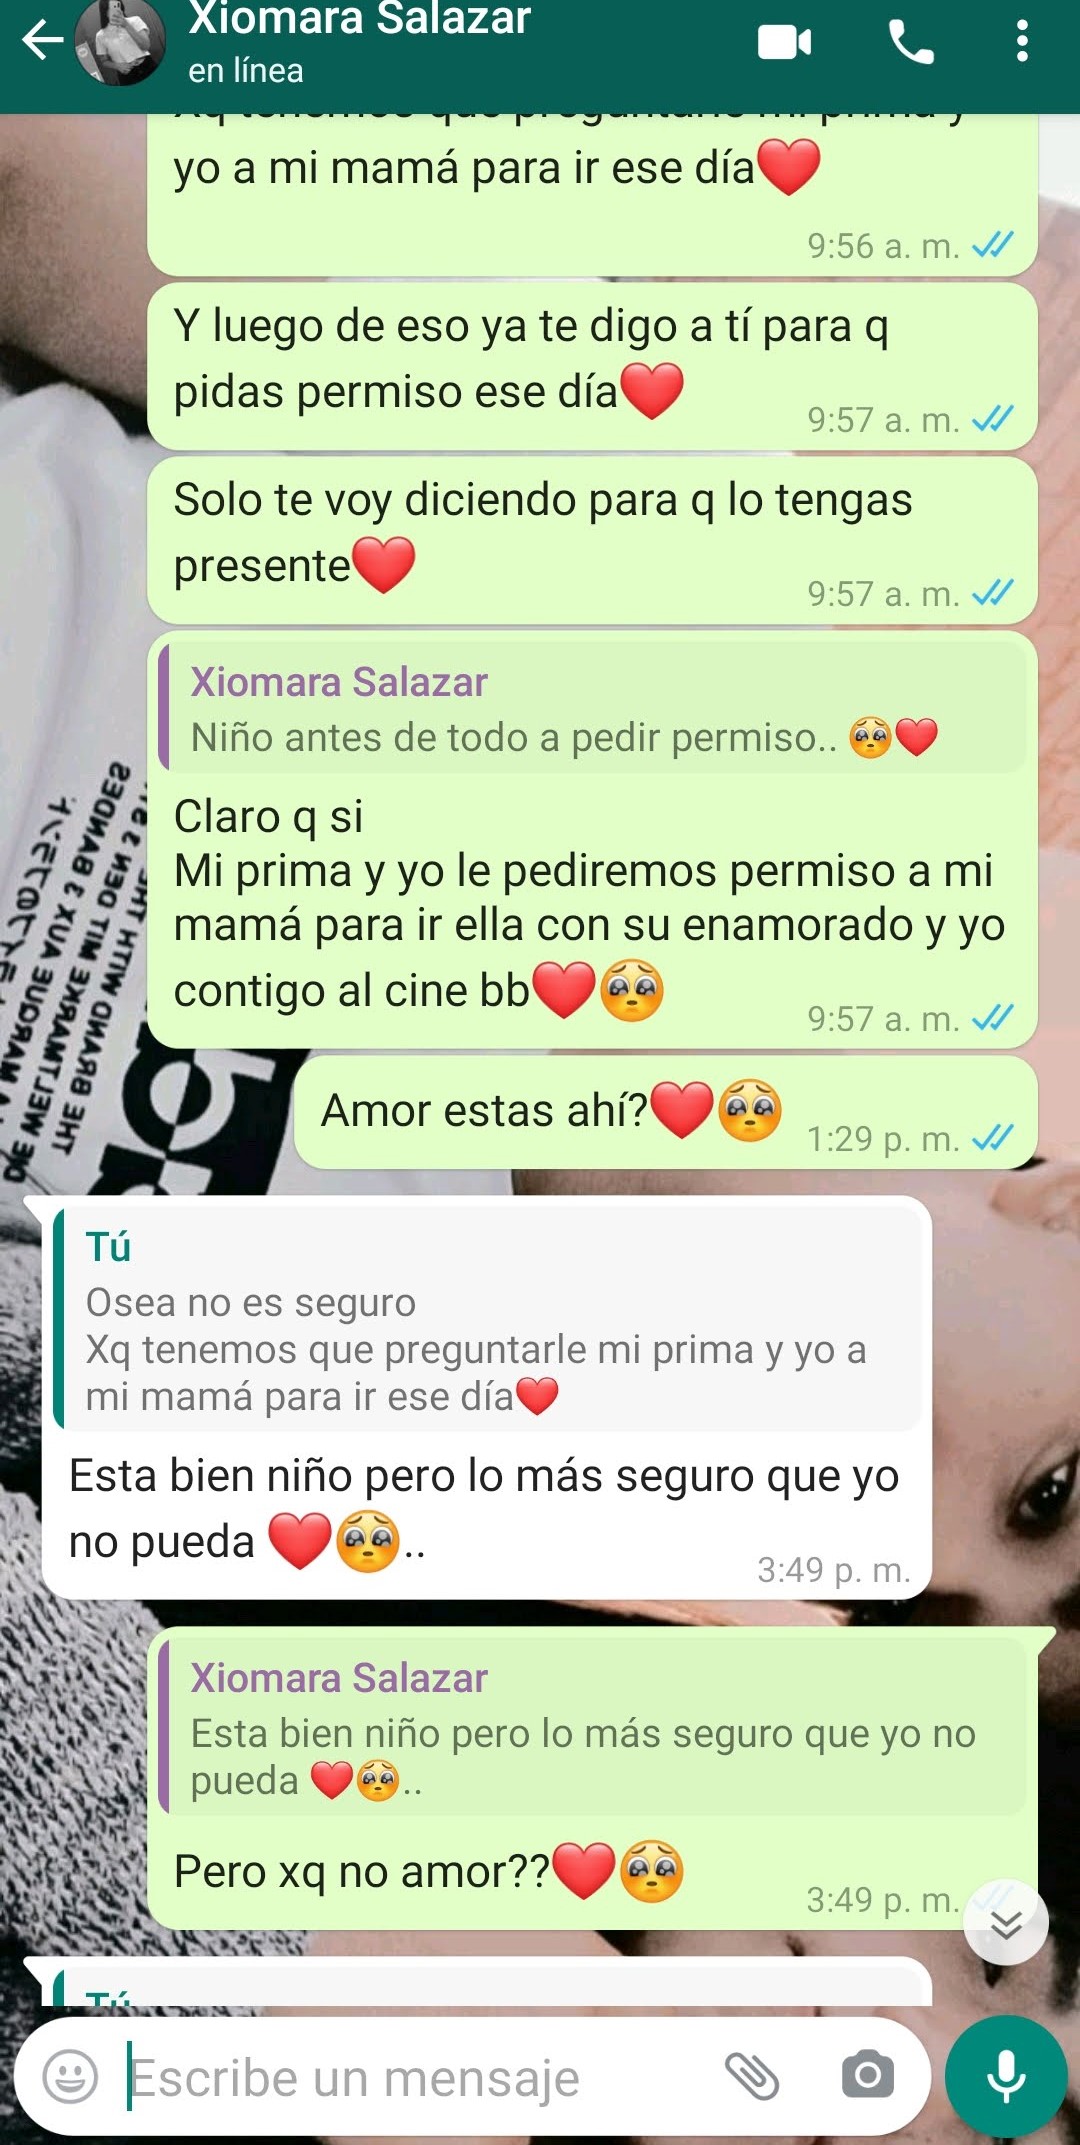 Xiomara Salazar
en línea
yo a mi mamá para ir ese día❤️
9:56 a. m.
Y luego de eso ya te digo a tí para q
pidas permiso ese día❤️
9:57 a. m.
Solo te voy diciendo para q lo tengas
presente❤️
9:57 a. m.
Xiomara Salazar
Niño antes de todo a pedir permiso.. 🥺❤️
Claro q si
Mi prima y yo le pediremos permiso a mi
mamá para ir ella con su enamorado y yo
contigo al cine bb❤️🥺
9:57 a. m.
Amor estas ahí?❤️🥺
1:29 p. m.
Tú
Osea no es seguro
Xq tenemos que preguntarle mi prima y yo a
mi mamá para ir ese día❤️
Esta bien niño pero lo más seguro que yo
no pueda ❤️🥺..
3:49 p. m.
Xiomara Salazar
Esta bien niño pero lo más seguro que yo no
pueda ❤️🥺..
Pero xq no amor??❤️🥺
3:49 p. m.
Tú
Escribe un mensaje